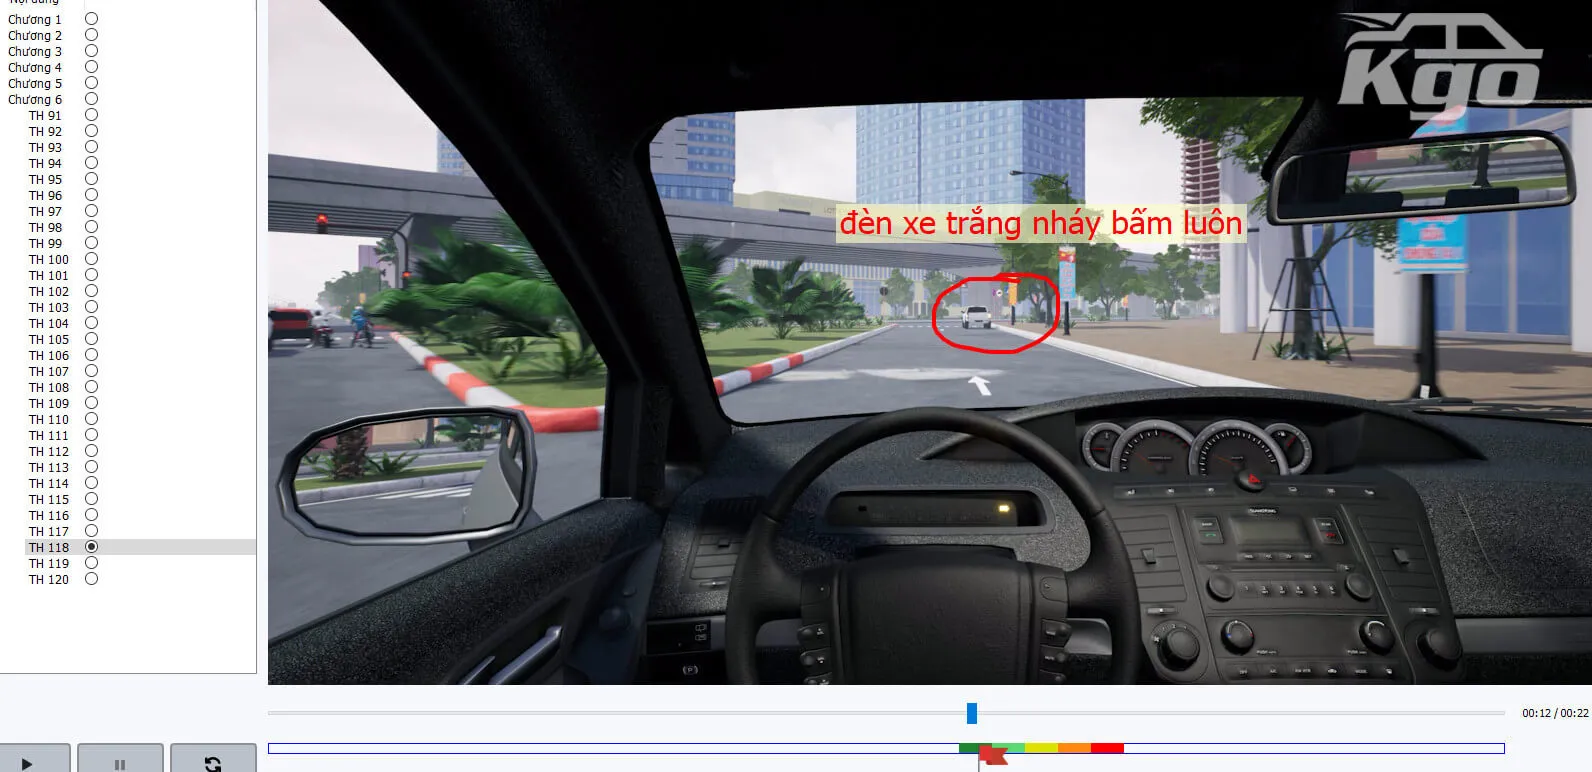 Nội dung
Chương 1
Chương 2
Chương 3
Chương 4
Chương 5
Chương 6
TH 91
TH 92
TH 93
TH 94
TH 95
TH 96
TH 97
TH 98
TH 99
TH 100
TH 101
TH 102
TH 103
TH 104
TH 105
TH 106
TH 107
TH 108
TH 109
TH 110
TH 111
TH 112
TH 113
TH 114
TH 115
TH 116
TH 117
TH 118
TH 119
TH 120
Kgo
đèn xe trắng nháy bấm luôn
00:12 / 00:22